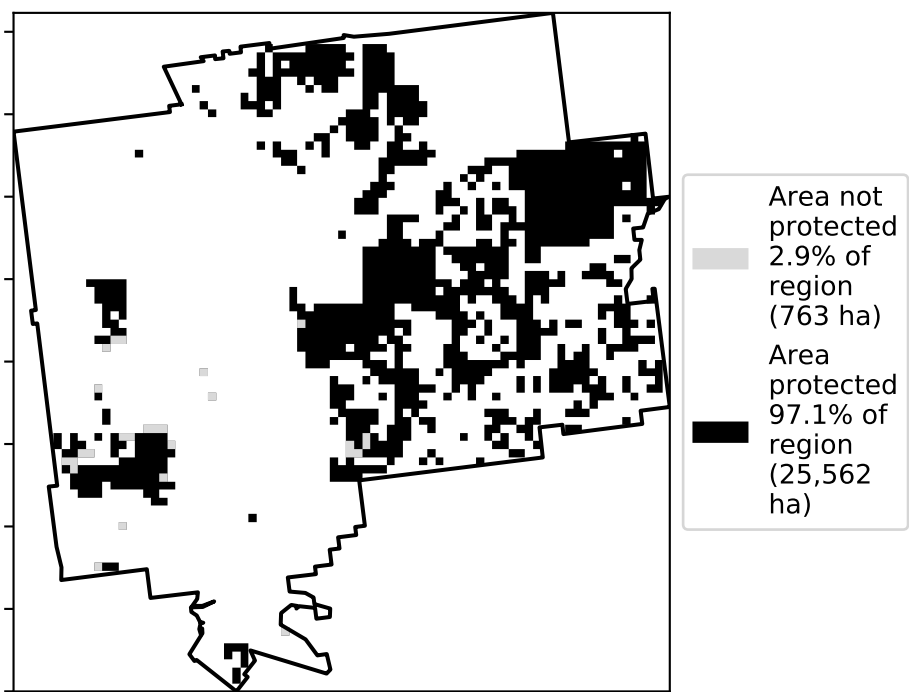 Area not
protected
2.9% of
region
(763 ha)
Area
protected
97.1% of
region
(25,562
ha)